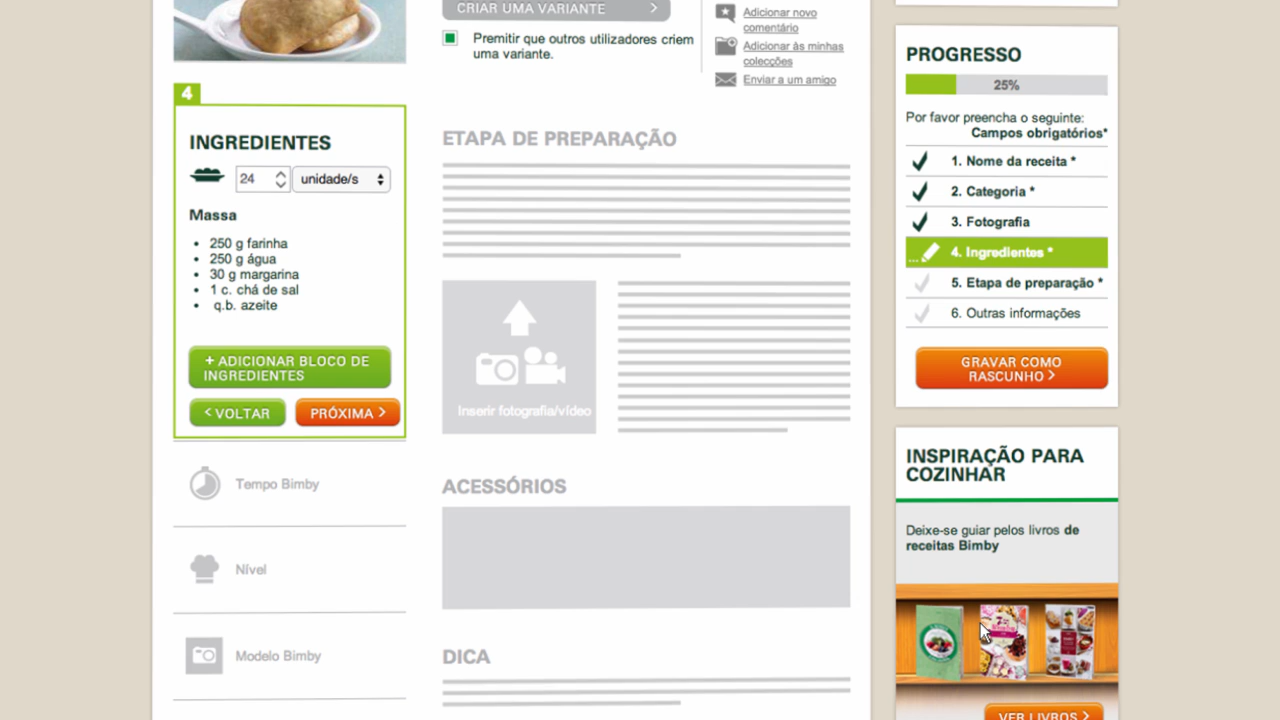 CRIAR UMA VARIANTE
Premitir que outros utilizadores criem
uma variante.
Adicionar novo
comentário
Adicionar às minhas
colecções
Enviar a um amigo
4
INGREDIENTES
24
unidade/s
Massa
• 250 g farinha
• 250 g água
• 30 g margarina
• 1 c. chá de sal
• q.b. azeite
+ ADICIONAR BLOCO DE
INGREDIENTES
< VOLTAR
PRÓXIMA >
Tempo Bimby
Nível
Modelo Bimby
ETAPA DE PREPARAÇÃO
Inserir fotografia/vídeo
ACESSÓRIOS
DICA
PROGRESSO
25%
Por favor preencha o seguinte:
Campos obrigatórios*
1. Nome da receita *
2. Categoria *
3. Fotografia
... 4. Ingredientes *
5. Etapa de preparação *
6. Outras informações
GRAVAR COMO
RASCUNHO >
INSPIRAÇÃO PARA
COZINHAR
Deixe-se guiar pelos livros de
receitas Bimby
VER LIVROS >